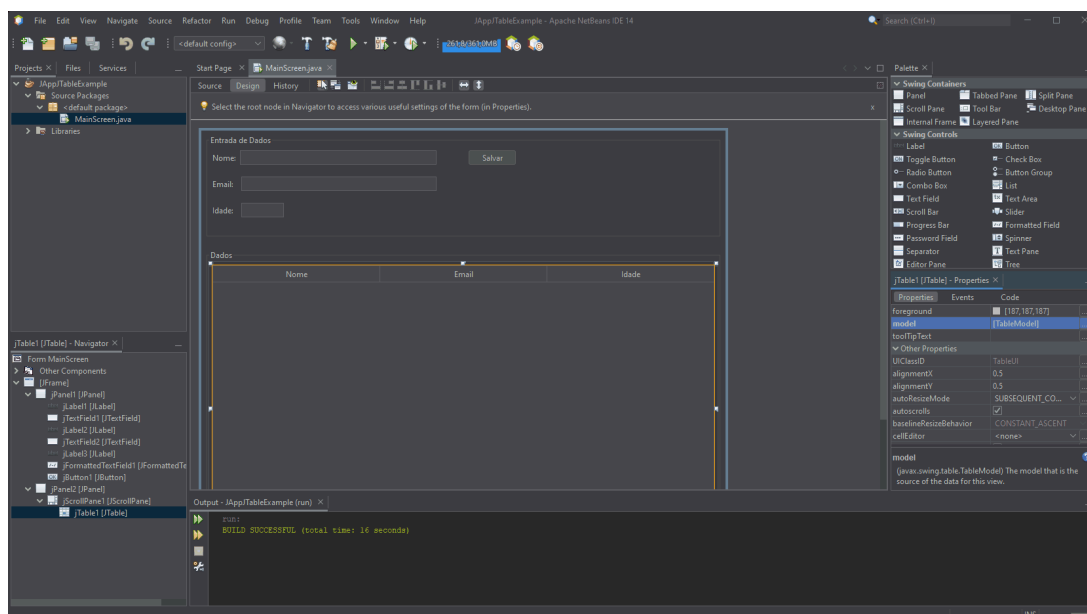 File Edit View Navigate Source Refactor Run Debug Profile Team Tools Window Help JAppJTableExample - Apache NetBeans IDE 14 Search (Ctrl+I)
<default config> 261.8/361.0MB
Projects Files Services
JAppJTableExample
Source Packages
<default package>
MainScreen.java
Libraries
Start Page MainScreen.java
Source Design History
Select the root node in Navigator to access various useful settings of the form (in Properties). x
Entrada de Dados
Nome: Salvar
Email:
Idade:
Dados
Nome Email Idade
Palette
Swing Containers
Panel Tabbed Pane Split Pane
Scroll Pane Tool Bar Desktop Pane
Internal Frame Layered Pane
Swing Controls
Label Button
Toggle Button Check Box
Radio Button Button Group
Combo Box List
Text Field Text Area
Scroll Bar Slider
Progress Bar Formatted Field
Password Field Spinner
Separator Text Pane
Editor Pane Tree
jTable1 [JTable] - Properties
Properties Events Code
foreground [187,187,187]
model [TableModel]
toolTipText
Other Properties
UIClassID TableUI
alignmentX 0.5
alignmentY 0.5
autoResizeMode SUBSEQUENT_CO...
autoscrolls
baselineResizeBehavior CONSTANT_ASCENT
cellEditor <none>
model
(javax.swing.table.TableModel) The model that is the
source of the data for this view.
jTable1 [JTable] - Navigator
Form MainScreen
Other Components
[JFrame]
jPanel1 [JPanel]
jLabel1 [JLabel]
jTextField1 [JTextField]
jLabel2 [JLabel]
jTextField2 [JTextField]
jLabel3 [JLabel]
jFormattedTextField1 [JFormattedTe
jButton1 [JButton]
jPanel2 [JPanel]
jScrollPane1 [JScrollPane]
jTable1 [JTable]
Output - JAppJTableExample (run)
run:
BUILD SUCCESSFUL (total time: 16 seconds)